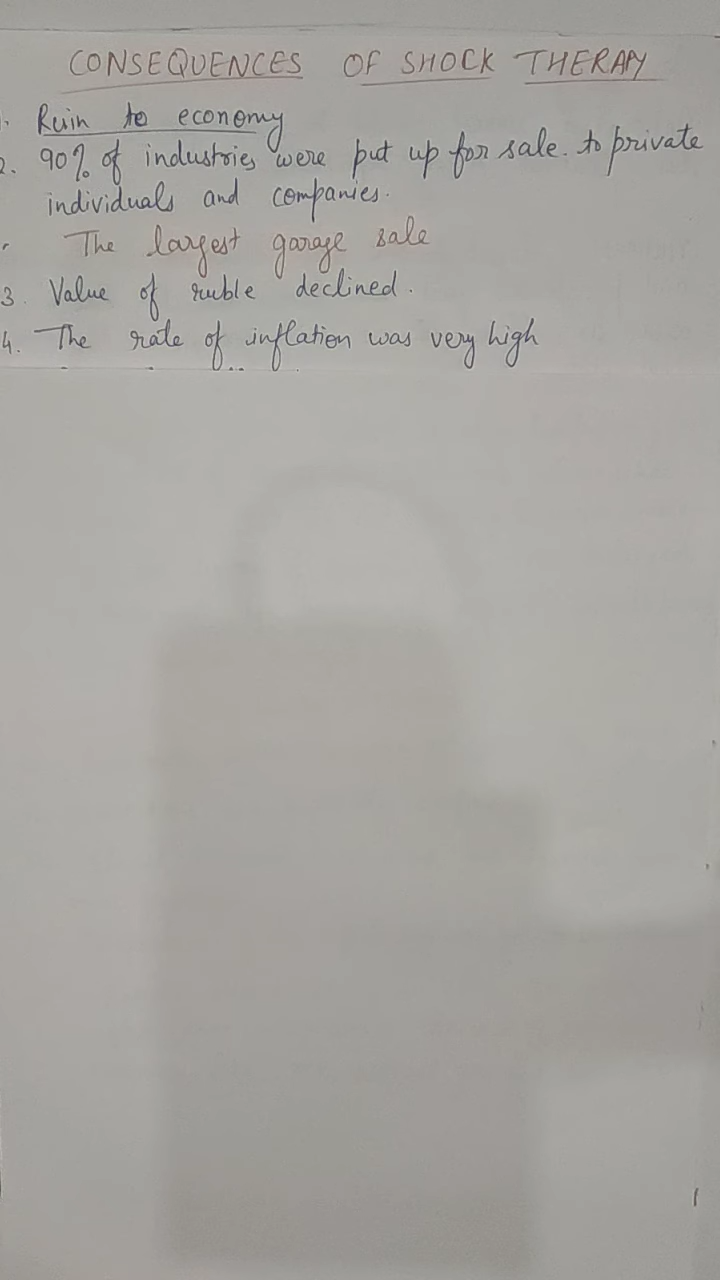 CONSEQUENCES OF SHOCK THERAPY
1. Ruin to economy
2. 90% of industries were put up for sale. to private
individuals and companies.
The largest garage sale
3. Value of ruble declined.
4. The rate of inflation was very high